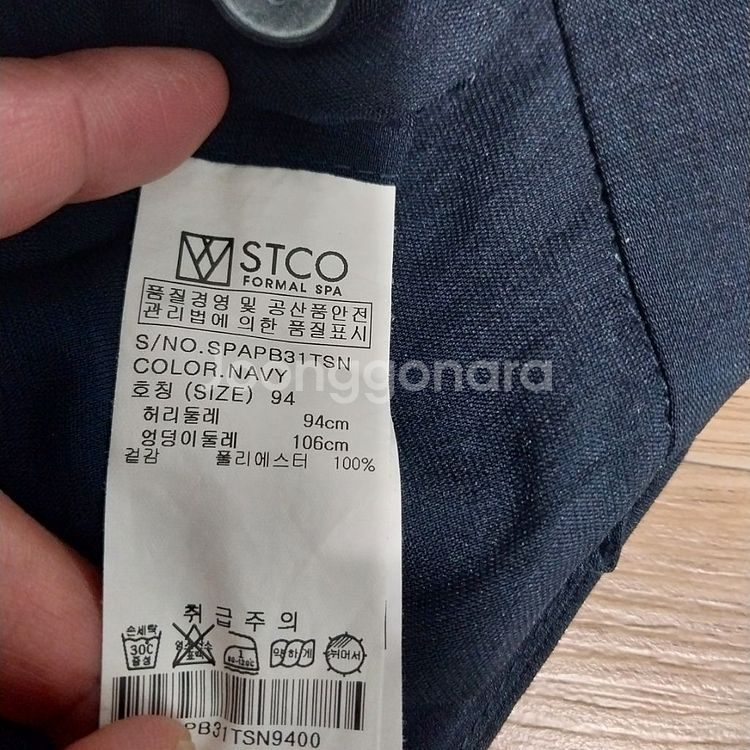 STCO
FORMAL SPA
품질경영 및 공산품안전
관리법에 의한 품질표시
S/NO.SPAPB31TSN
COLOR.NAVY
호칭 (SIZE) 94
허리둘레 94cm
엉덩이둘레 106cm
겉감 폴리에스터 100%
Joonggonara
취급주의
손세탁
30℃
중성
약하게
뉘어서
PB31TSN9400